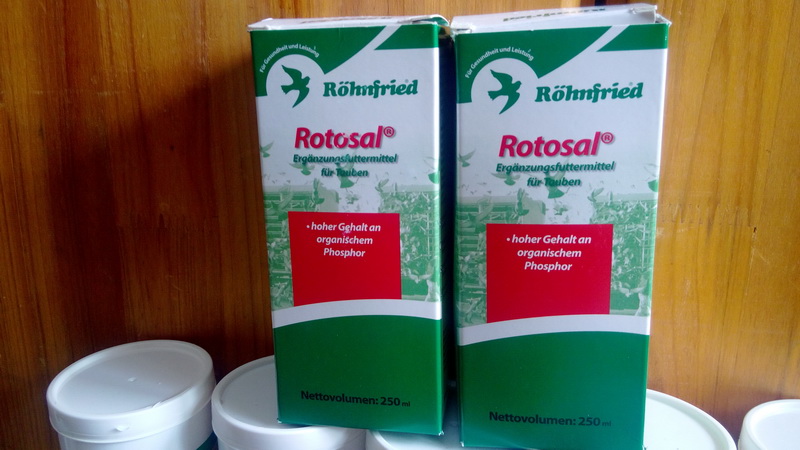 Für Gesundheit und Leistung
Röhnfried®
Rotosal®
Ergänzungsfuttermittel
für Tauben
• hoher Gghalt an
organischem
Phosphor
Nettovolumen: 250 ml
Für Gesundheit und Leistung
Röhnfried®
Rotosal®
Ergänzungsfuttermittel
für Tauben
• hoher Gehalt an
organischem
Phosphor
Nettovolumen: 250 ml